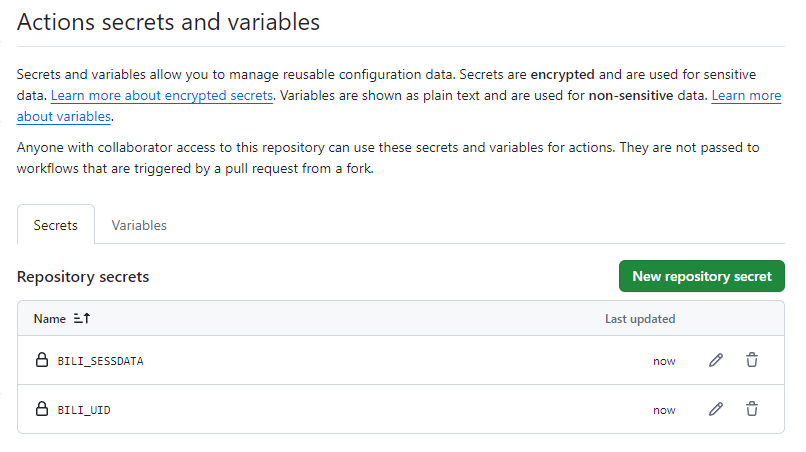 Actions secrets and variables
Secrets and variables allow you to manage reusable configuration data. Secrets are encrypted and are used for sensitive
data. Learn more about encrypted secrets. Variables are shown as plain text and are used for non-sensitive data. Learn more
about variables.
Anyone with collaborator access to this repository can use these secrets and variables for actions. They are not passed to
workflows that are triggered by a pull request from a fork.
Secrets Variables
Repository secrets New repository secret
Name Last updated
BILI_SESSDATA now
BILI_UID now